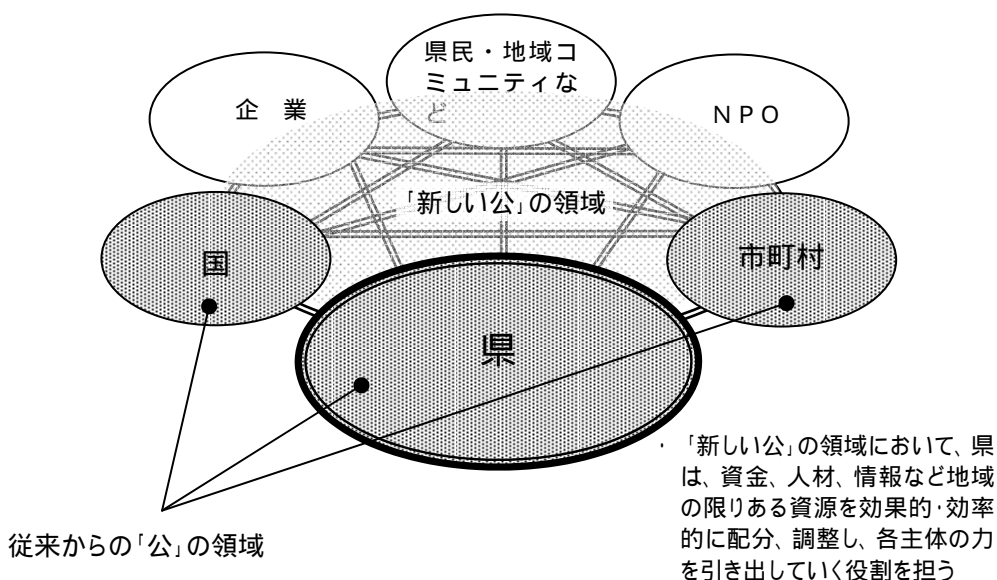 県民・地域コ
ミュニティな
ど
企　業
ＮＰＯ
「新しい公」の領域
国
市町村
県
・ 「新しい公」の領域において、県
は、資金、人材、情報など地域
の限りある資源を効果的・効率
的に配分、調整し、各主体の力
を引き出していく役割を担う
従来からの「公」の領域